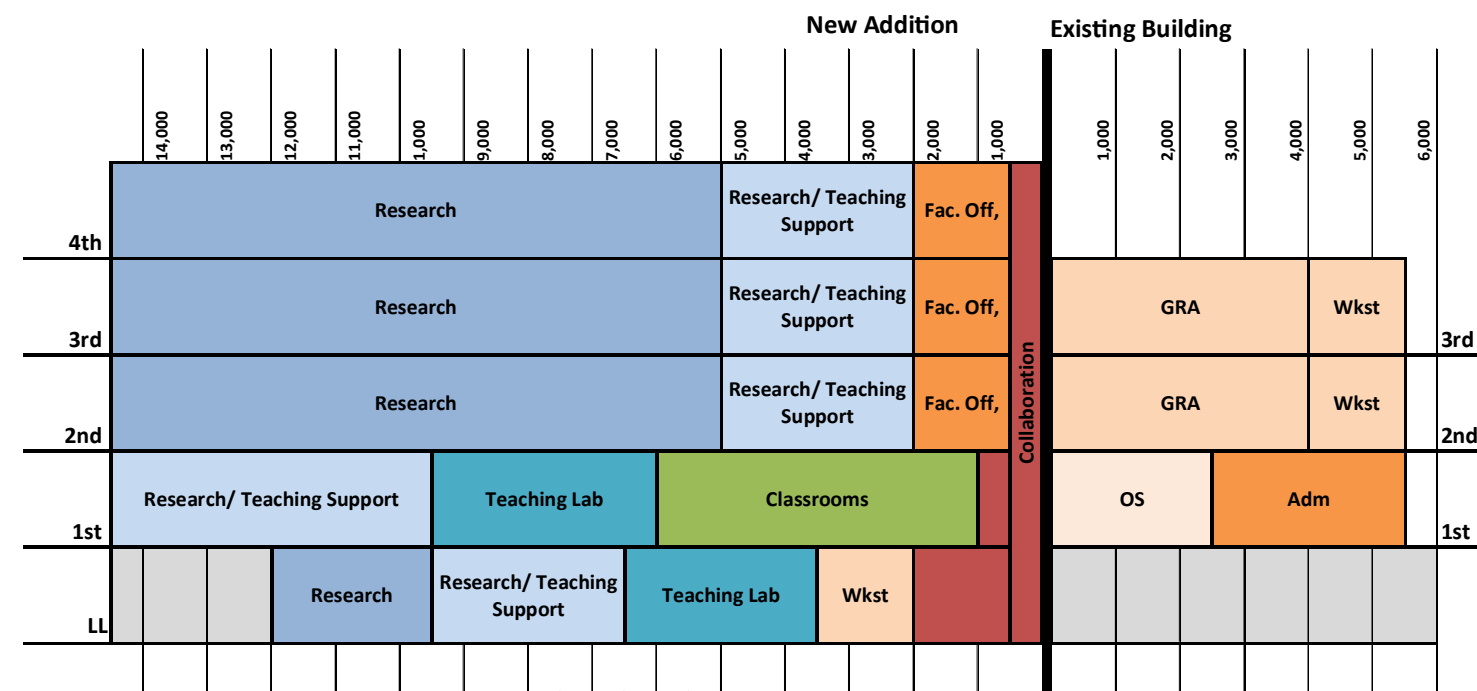 New Addition
Existing Building
14,000
13,000
12,000
11,000
1,000
9,000
8,000
7,000
6,000
5,000
4,000
3,000
2,000
1,000
1,000
2,000
3,000
4,000
5,000
6,000
4th
Research
Research/ Teaching
Support
Fac. Off,
3rd
Research
Research/ Teaching
Support
Fac. Off,
GRA
Wkst
3rd
2nd
Research
Research/ Teaching
Support
Fac. Off,
Collaboration
GRA
Wkst
2nd
1st
Research/ Teaching Support
Teaching Lab
Classrooms
OS
Adm
1st
LL
Research
Research/ Teaching
Support
Teaching Lab
Wkst